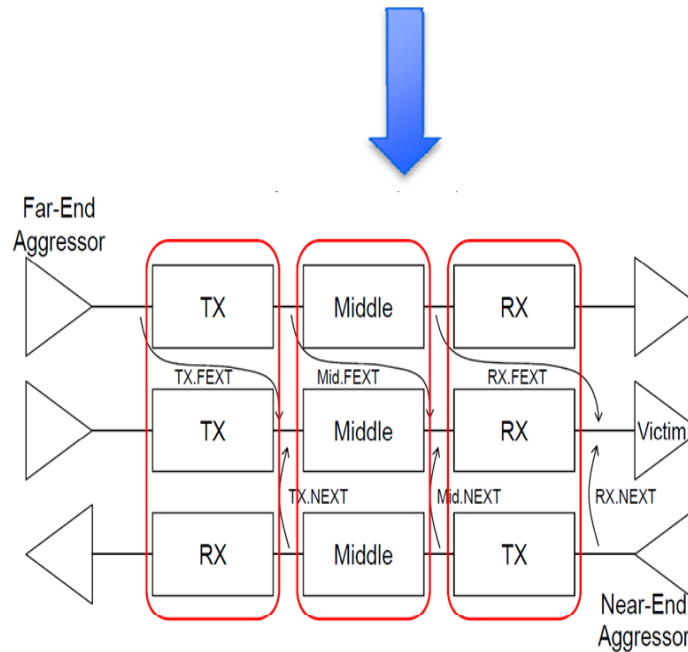 Far-End
Aggressor
TX
Middle
RX
TX.FEXT
Mid.FEXT
RX.FEXT
TX
Middle
RX
Victim
TX.NEXT
Mid.NEXT
RX.NEXT
RX
Middle
TX
Near-End
Aggressor